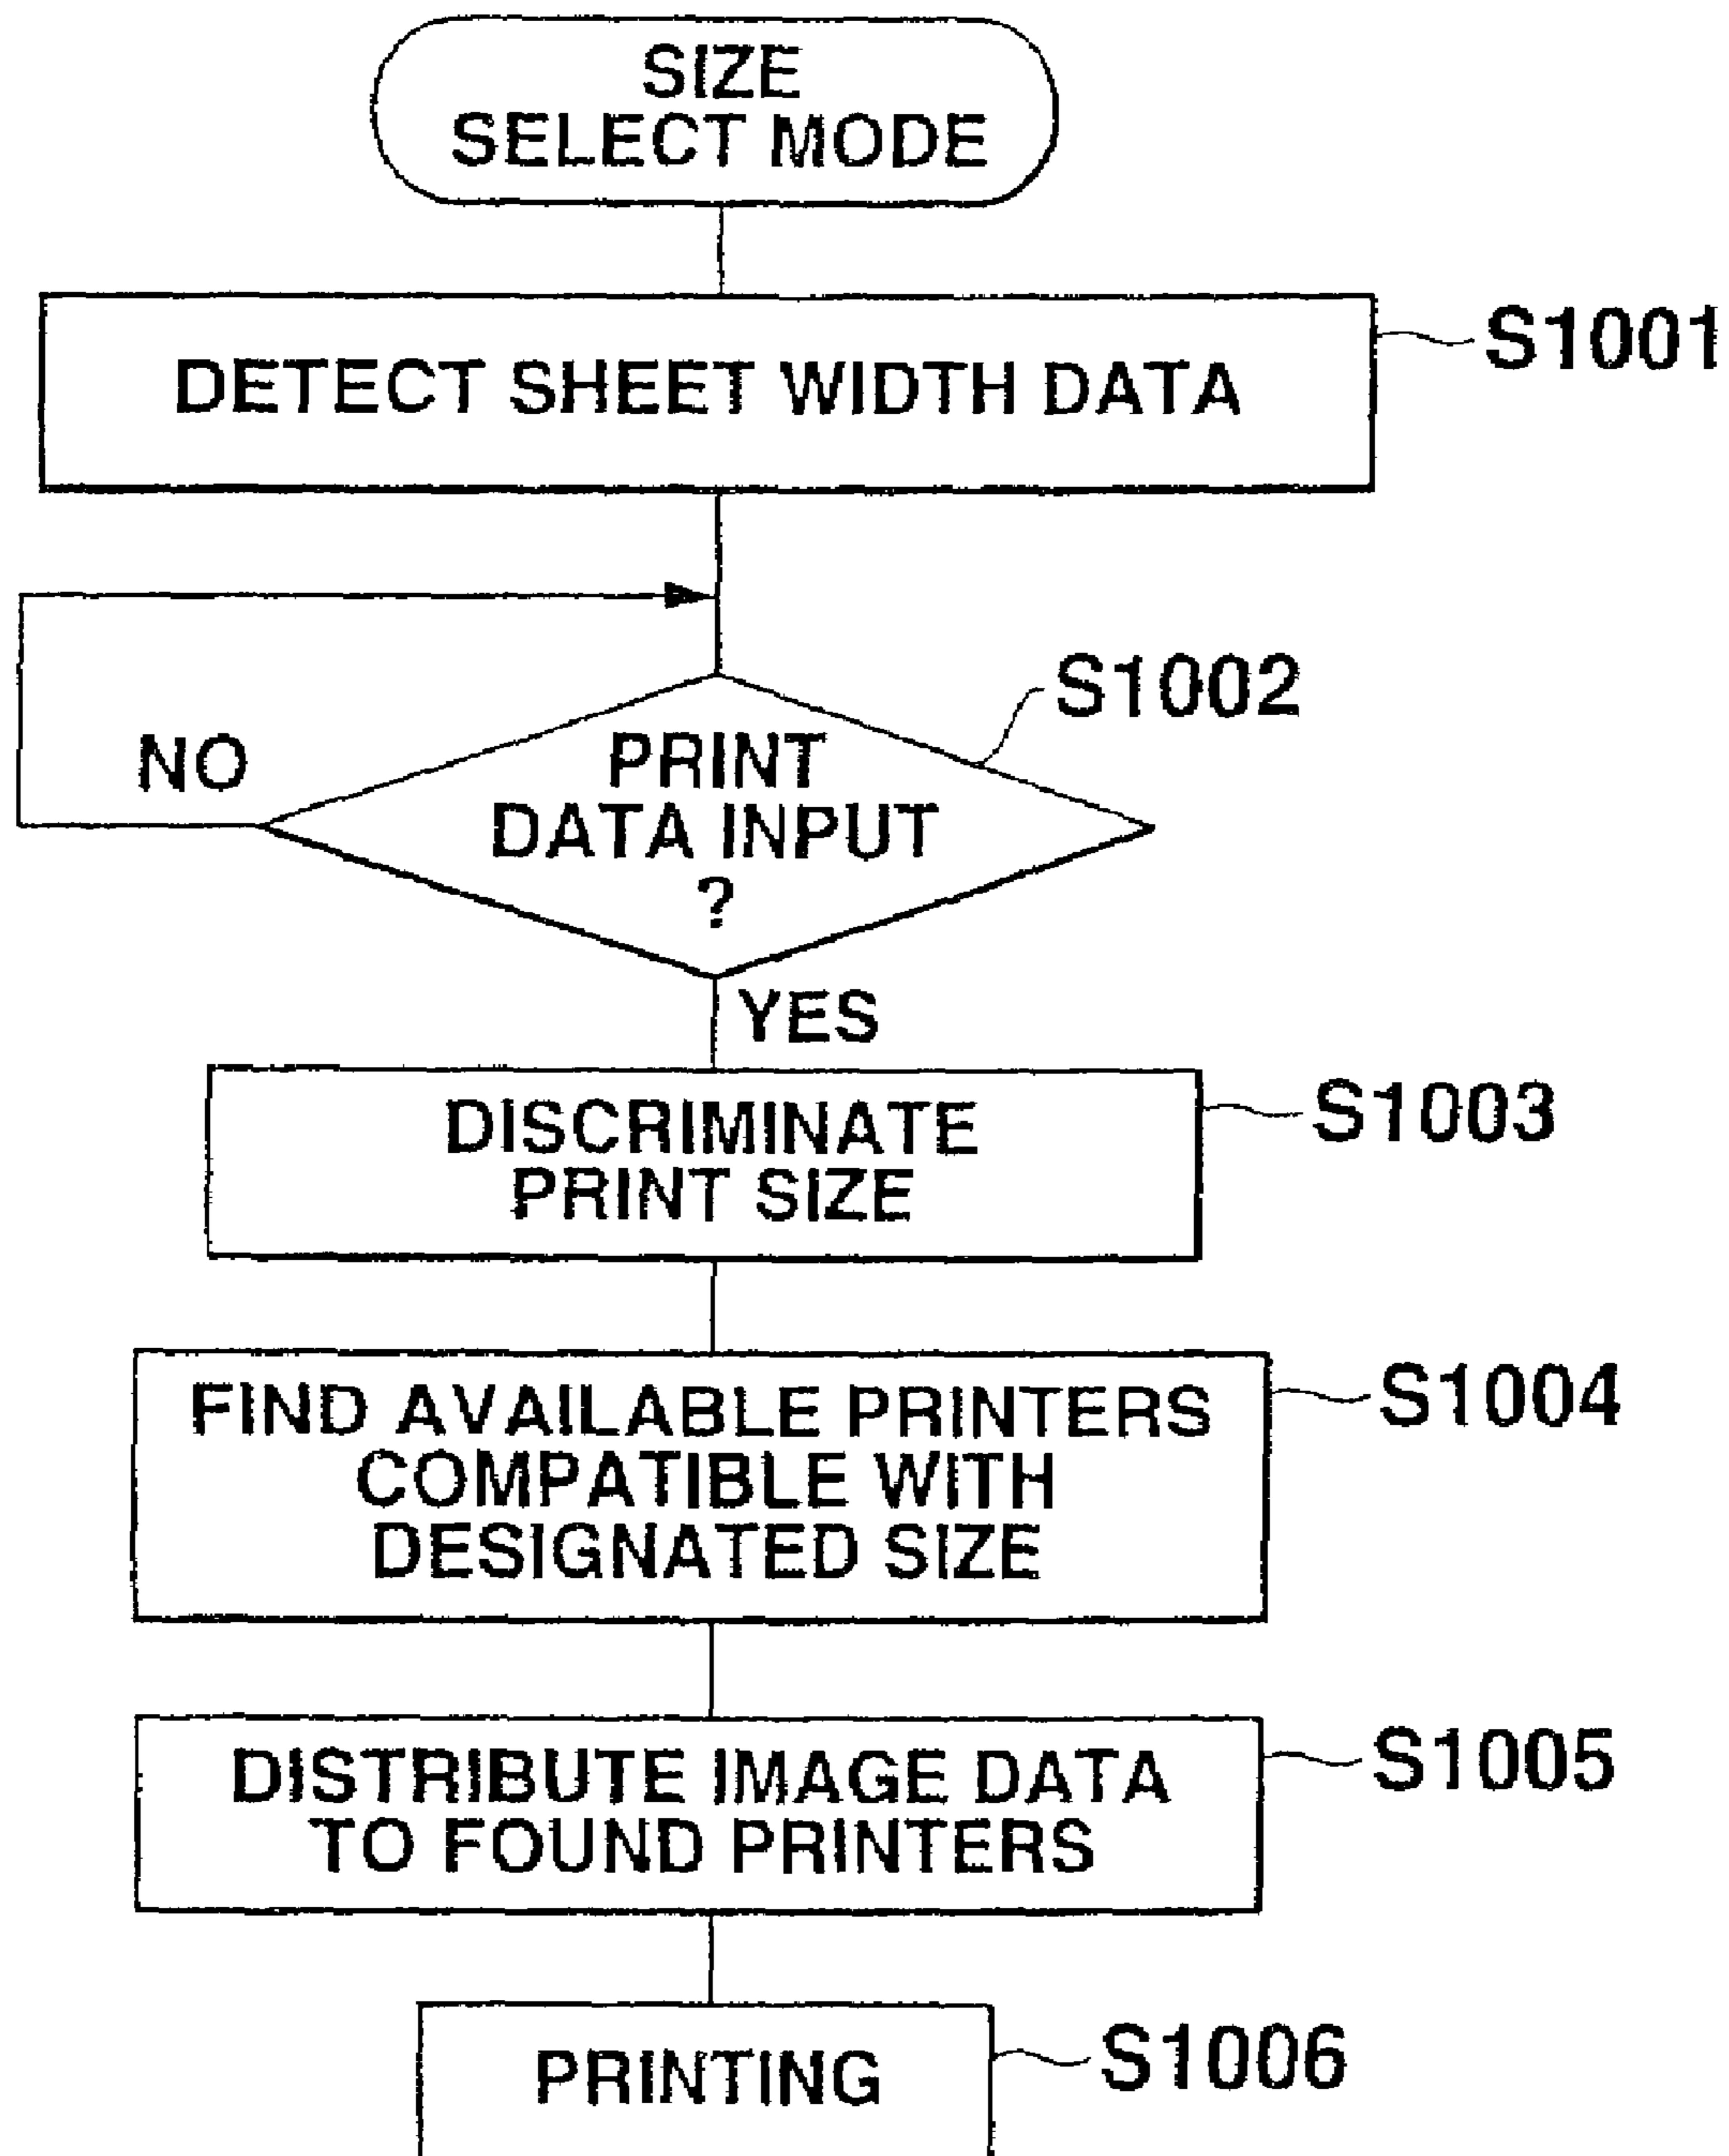 SIZE
SELECT MODE
DETECT SHEET WIDTH DATA
S1001
S1002
NO
PRINT
DATA INPUT
?
YES
DISCRIMINATE
PRINT SIZE
S1003
FIND AVAILABLE PRINTERS
COMPATIBLE WITH
DESIGNATED SIZE
S1004
DISTRIBUTE IMAGE DATA
TO FOUND PRINTERS
S1005
PRINTING
S1006